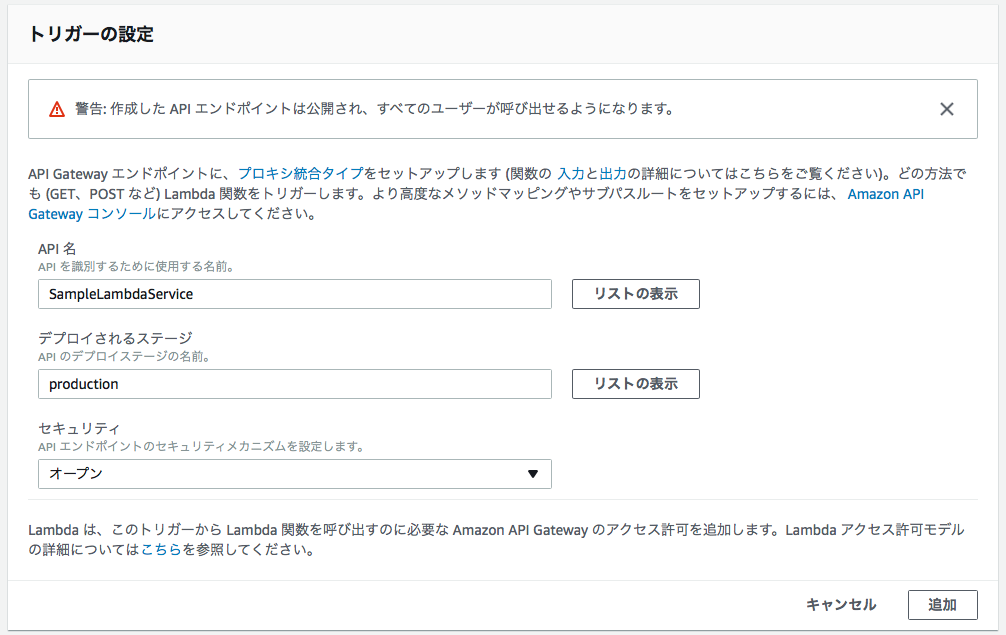 トリガーの設定
警告: 作成した API エンドポイントは公開され、すべてのユーザーが呼び出せるようになります。
API Gateway エンドポイントに、プロキシ統合タイプをセットアップします (関数の 入力と出力の詳細についてはこちらをご覧ください)。どの方法で
も (GET、POST など) Lambda 関数をトリガーします。より高度なメソッドマッピングやサブパスルートをセットアップするには、 Amazon API
Gateway コンソールにアクセスしてください。
API 名
API を識別するために使用する名前。
SampleLambdaService
リストの表示
デプロイされるステージ
API のデプロイステージの名前。
production
リストの表示
セキュリティ
API エンドポイントのセキュリティメカニズムを設定します。
オープン
Lambda は、このトリガーから Lambda 関数を呼び出すのに必要な Amazon API Gateway のアクセス許可を追加します。Lambda アクセス許可モデル
の詳細についてはこちらを参照してください。
キャンセル
追加